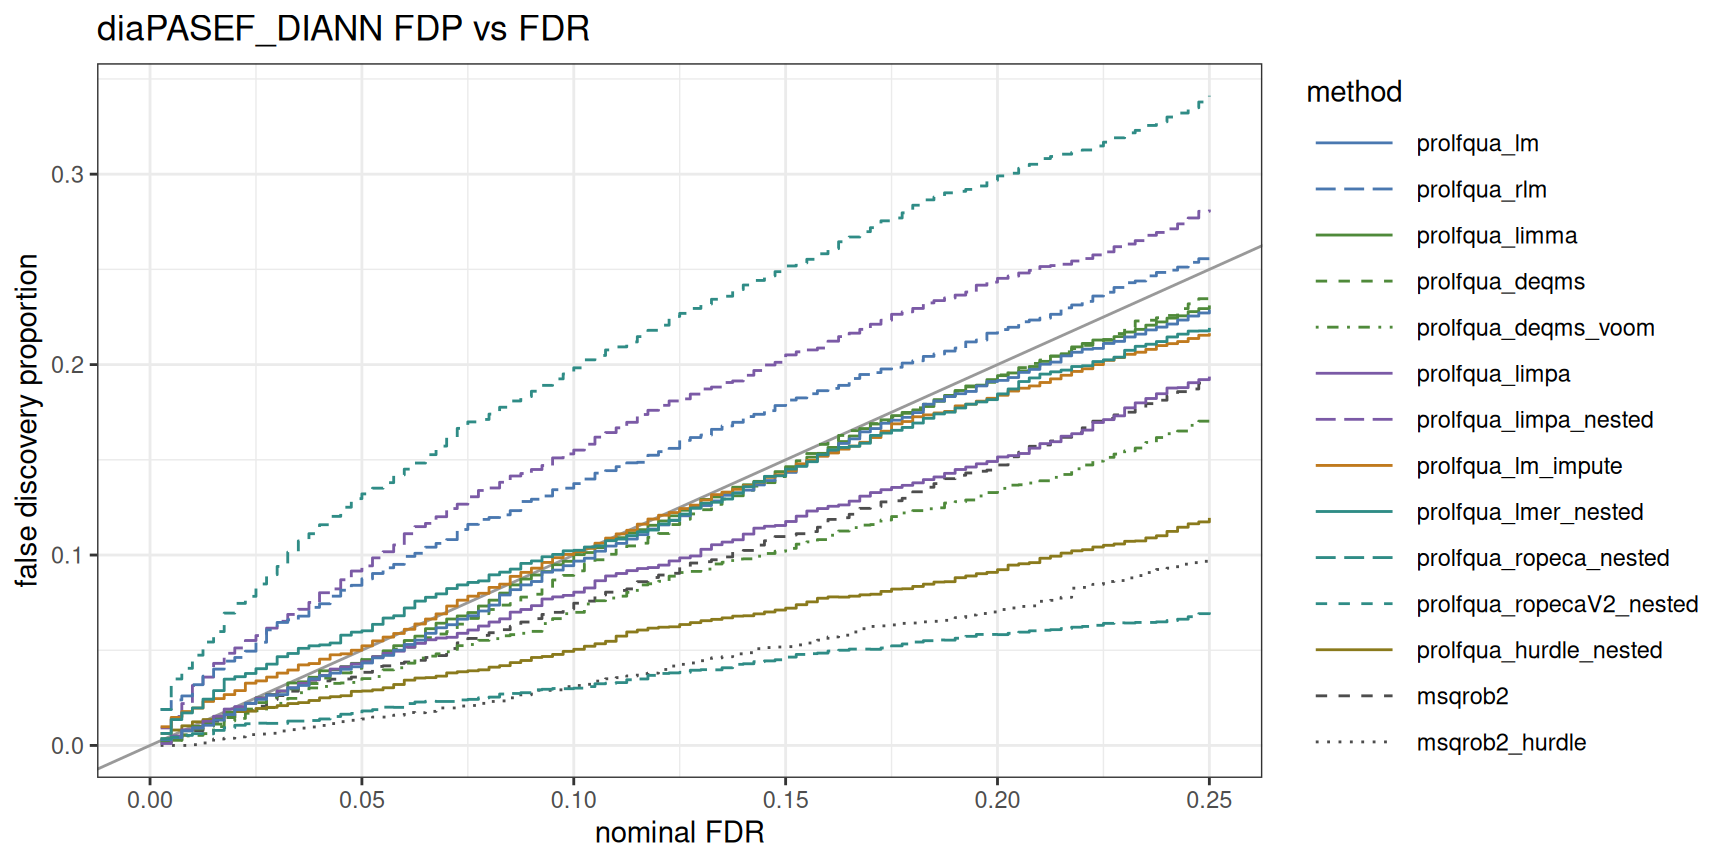 diaPASEF_DIANN FDP vs FDR
false discovery proportion
0.3
0.2
0.1
0.0
0.00 0.05 0.10 0.15 0.20 0.25
nominal FDR
method
prolfqua_lm
prolfqua_rlm
prolfqua_limma
prolfqua_deqms
prolfqua_deqms_voom
prolfqua_limpa
prolfqua_limpa_nested
prolfqua_lm_impute
prolfqua_lmer_nested
prolfqua_ropeca_nested
prolfqua_ropecaV2_nested
prolfqua_hurdle_nested
msqrob2
msqrob2_hurdle